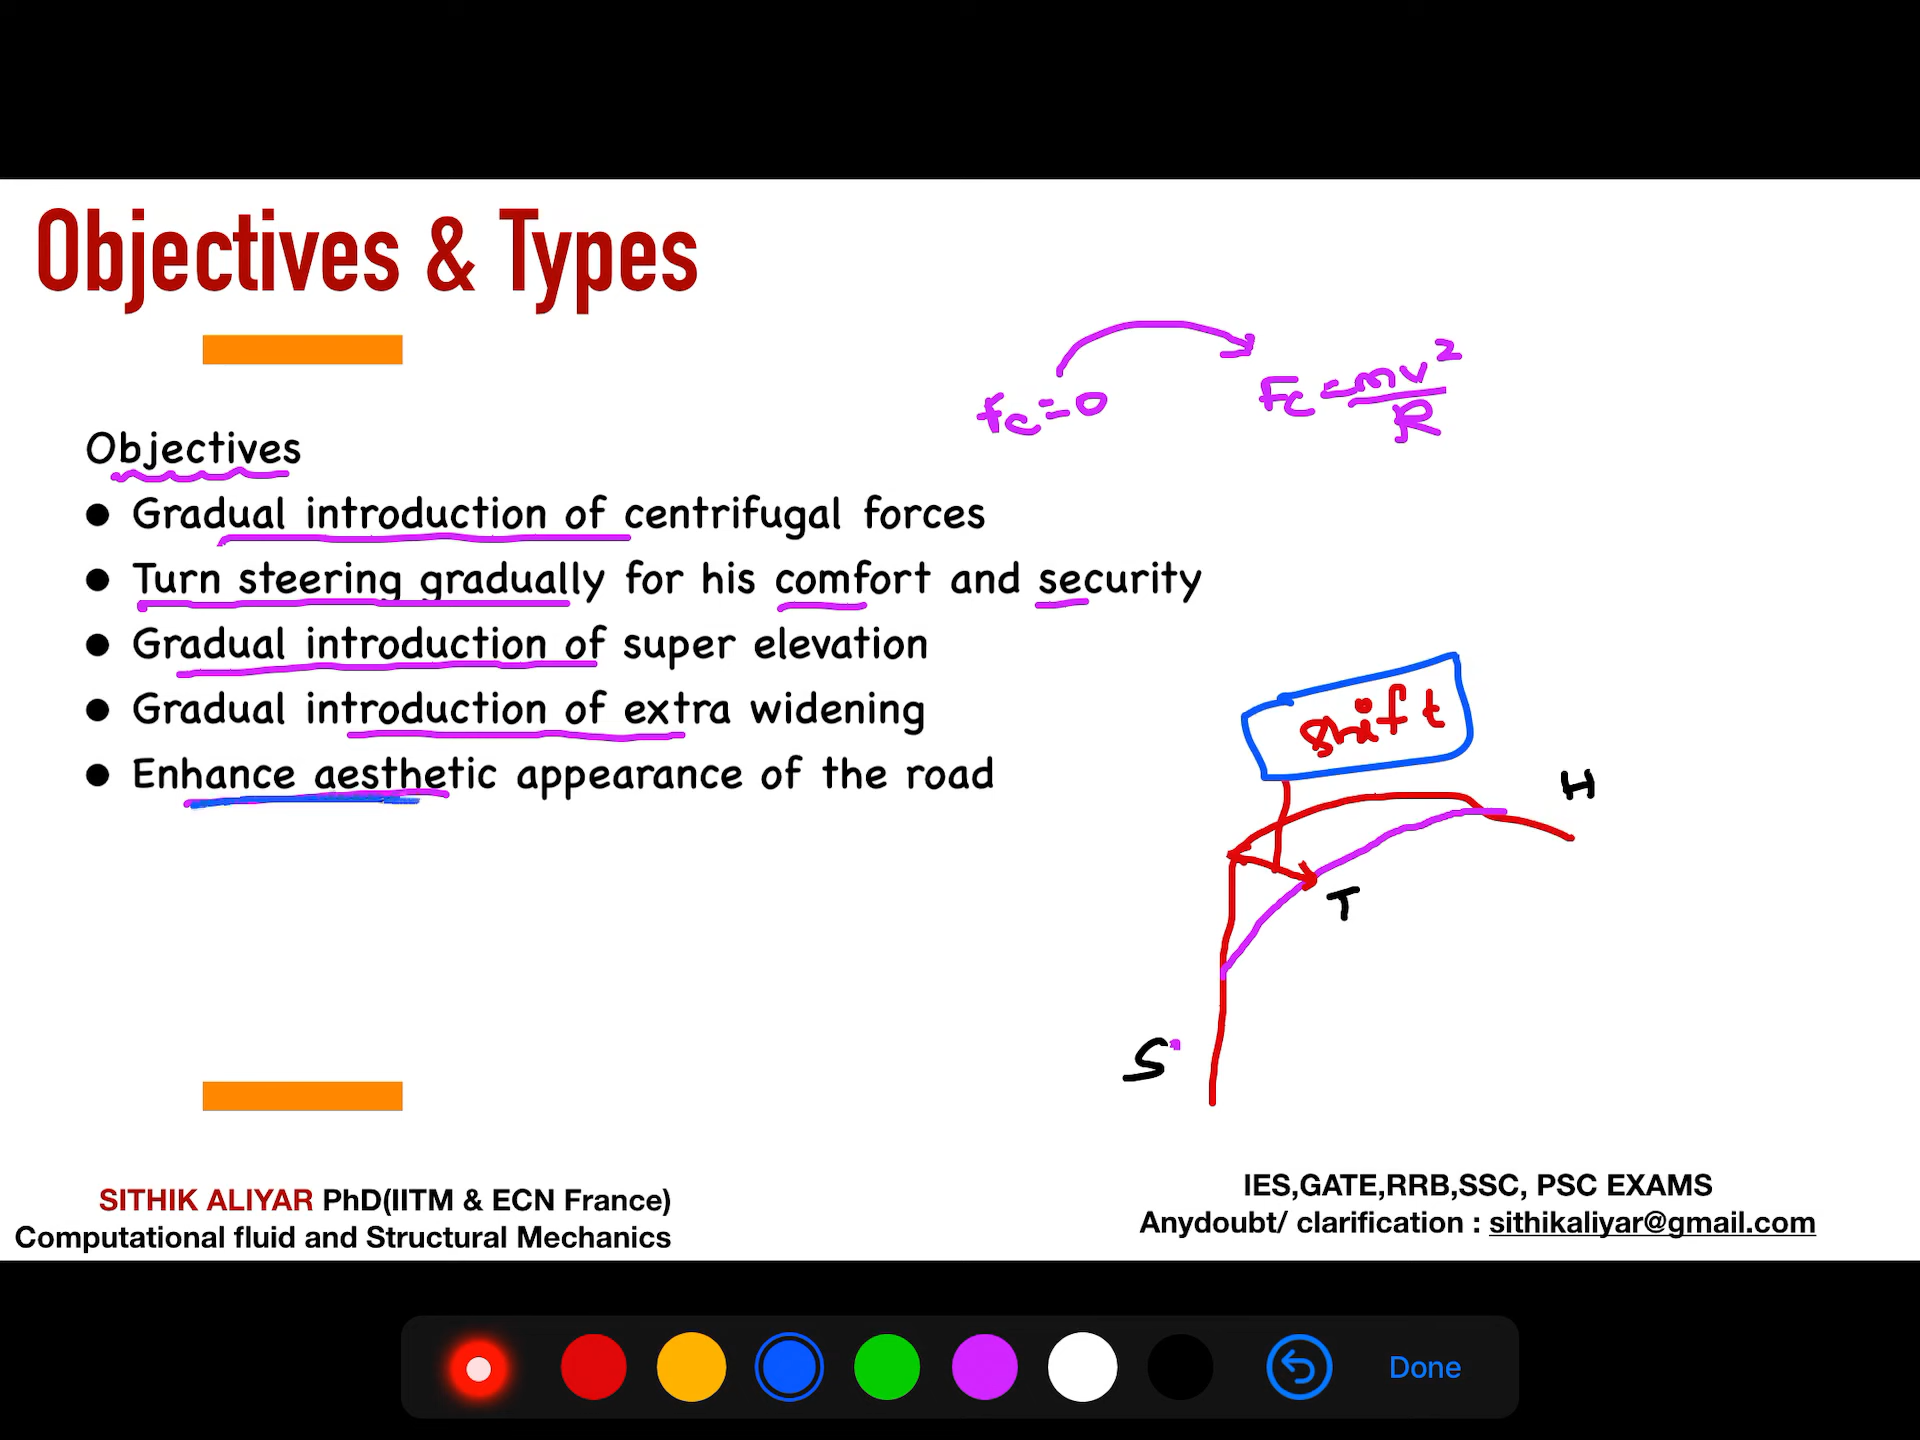 Objectives & Types
fc=0
Fc=mv²/R
Objectives
● Gradual introduction of centrifugal forces
● Turn steering gradually for his comfort and security
● Gradual introduction of super elevation
● Gradual introduction of extra widening
● Enhance aesthetic appearance of the road
shift
H
T
S
SITHIK ALIYAR PhD(IITM & ECN France)
Computational fluid and Structural Mechanics
IES,GATE,RRB,SSC, PSC EXAMS
Anydoubt/ clarification : sithikaliyar@gmail.com
Done